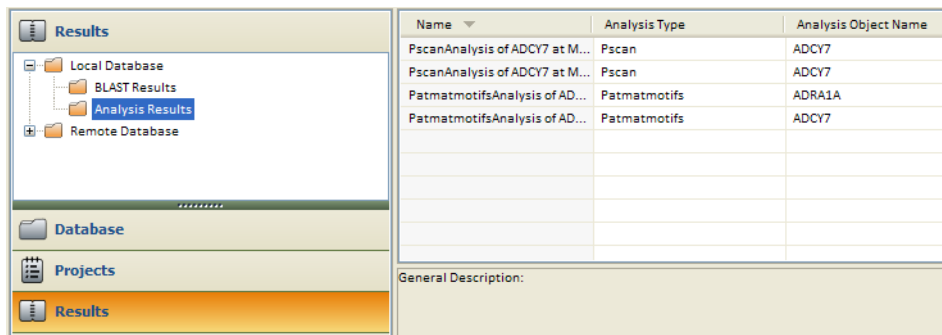 Results
Local Database
BLAST Results
Analysis Results
Remote Database
Database
Projects
Results
Name Analysis Type Analysis Object Name
PscanAnalysis of ADCY7 at M... Pscan ADCY7
PscanAnalysis of ADCY7 at M... Pscan ADCY7
PatmatmotifsAnalysis of AD... Patmatmotifs ADRA1A
PatmatmotifsAnalysis of AD... Patmatmotifs ADCY7
General Description: